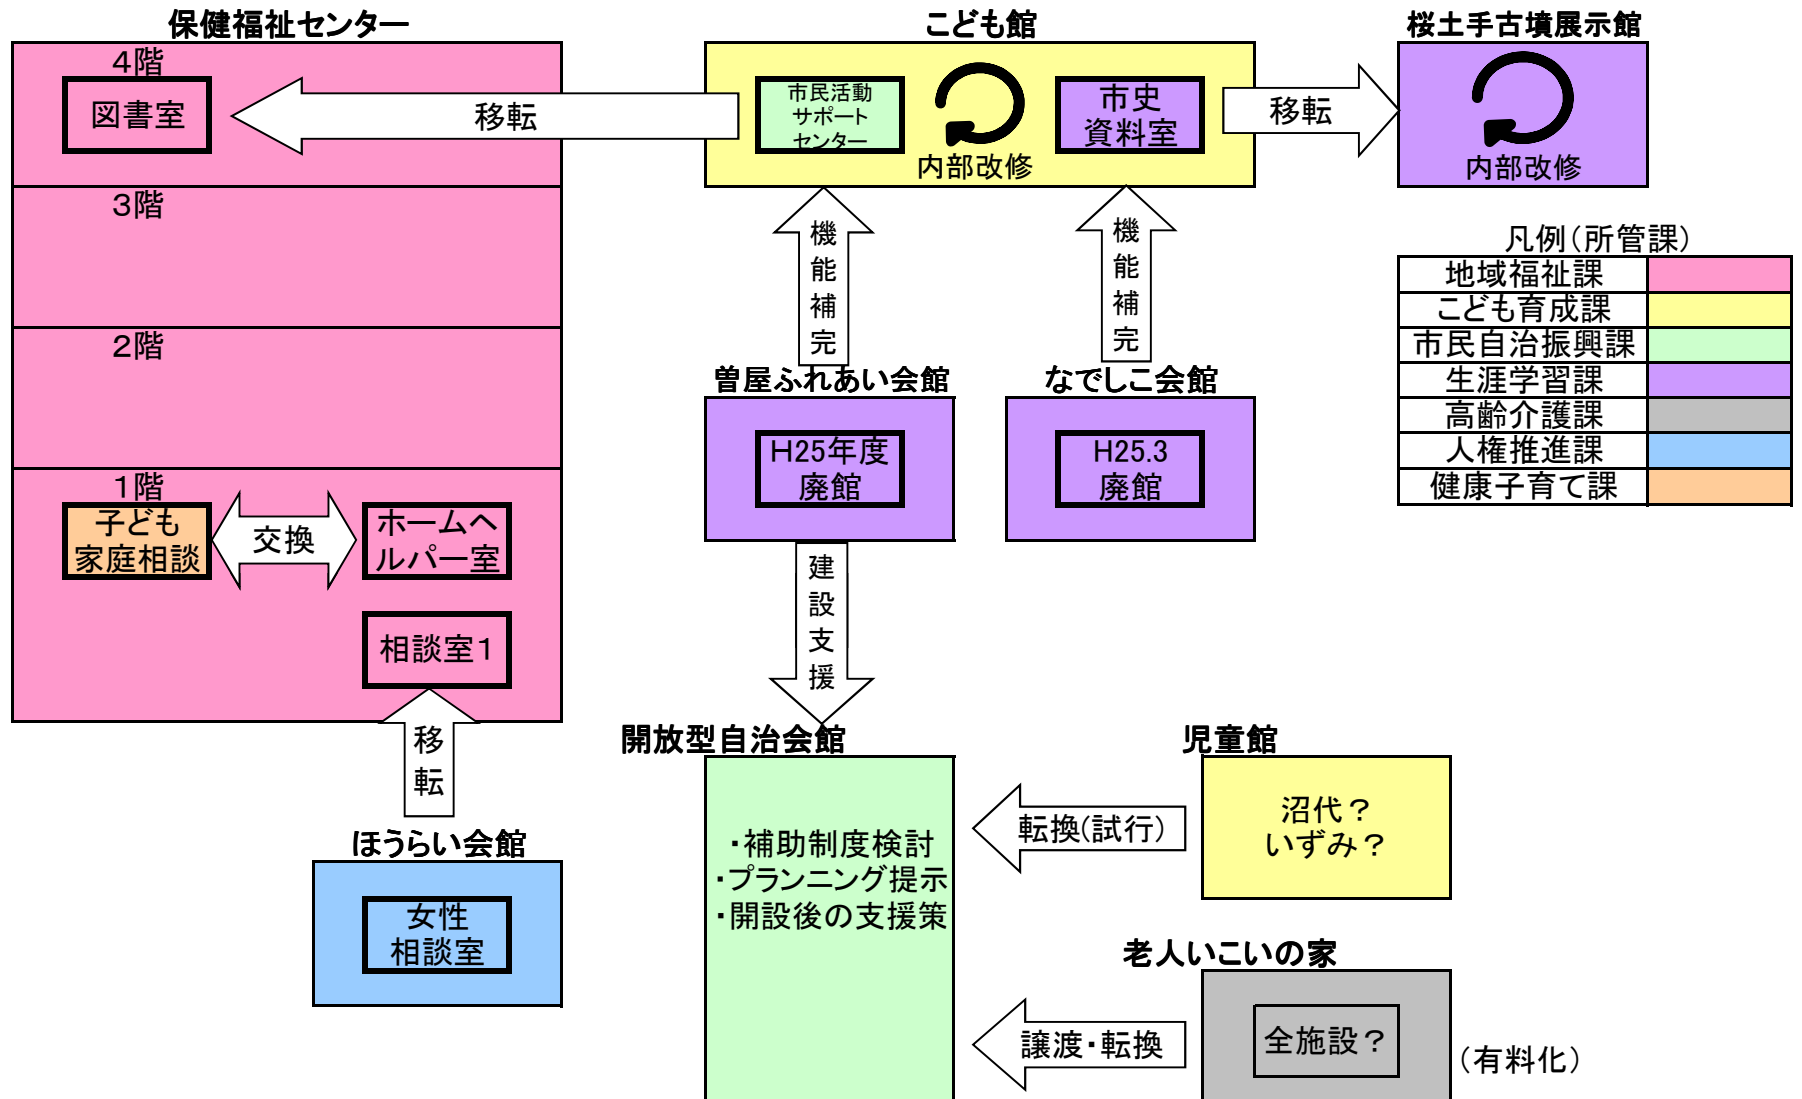 保健福祉センター
こども館
桜土手古墳展示館
4階
図書室
移転
市民活動
サポート
センター
内部改修
市史
資料室
移転
内部改修
3階
2階
機能補完
機能補完
凡例(所管課)
地域福祉課
こども育成課
市民自治振興課
生涯学習課
高齢介護課
人権推進課
健康子育て課
曽屋ふれあい会館
H25年度
廃館
なでしこ会館
H25.3
廃館
1階
子ども
家庭相談
交換
ホームヘ
ルパー室
相談室1
移転
建設支援
ほうらい会館
女性
相談室
開放型自治会館
・補助制度検討
・プランニング提示
・開設後の支援策
児童館
転換(試行)
沼代？
いずみ？
老人いこいの家
譲渡・転換
全施設？
(有料化)